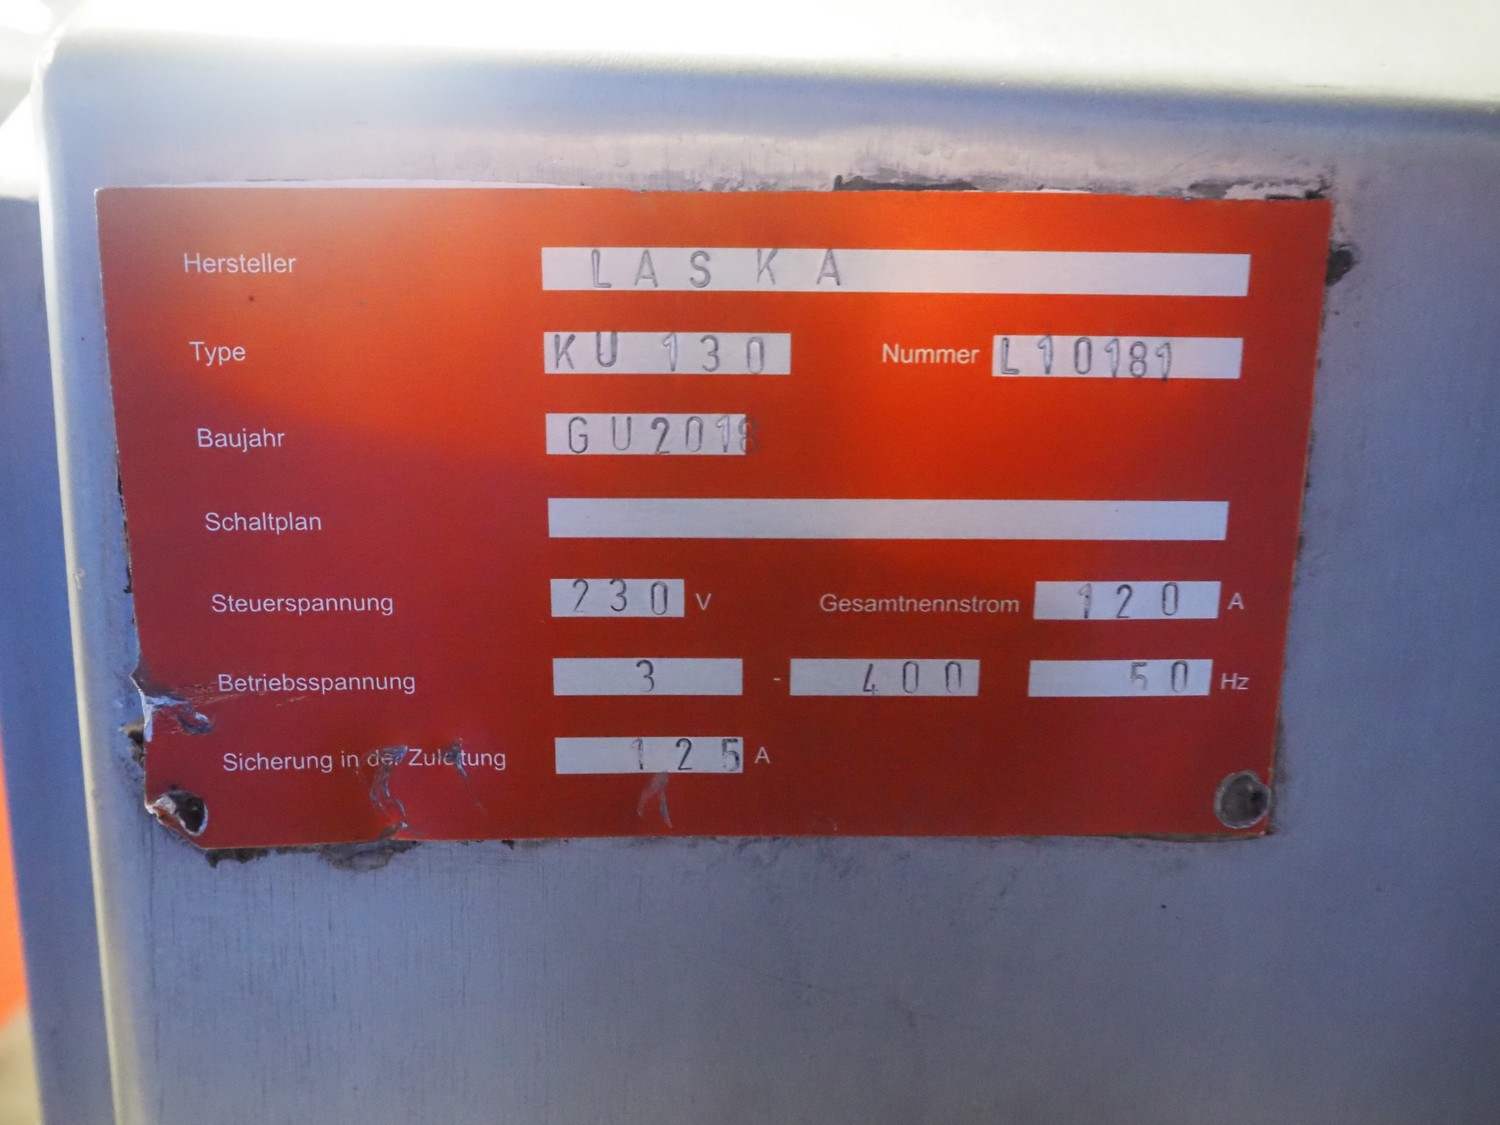 Hersteller LASKA
Type KU 130 Nummer L10181
Baujahr GU2018
Schaltplan
Steuerspannung 230 V Gesamtnennstrom 120 A
Betriebsspannung 3 - 400 50 Hz
Sicherung in der Zuleitung 125 A